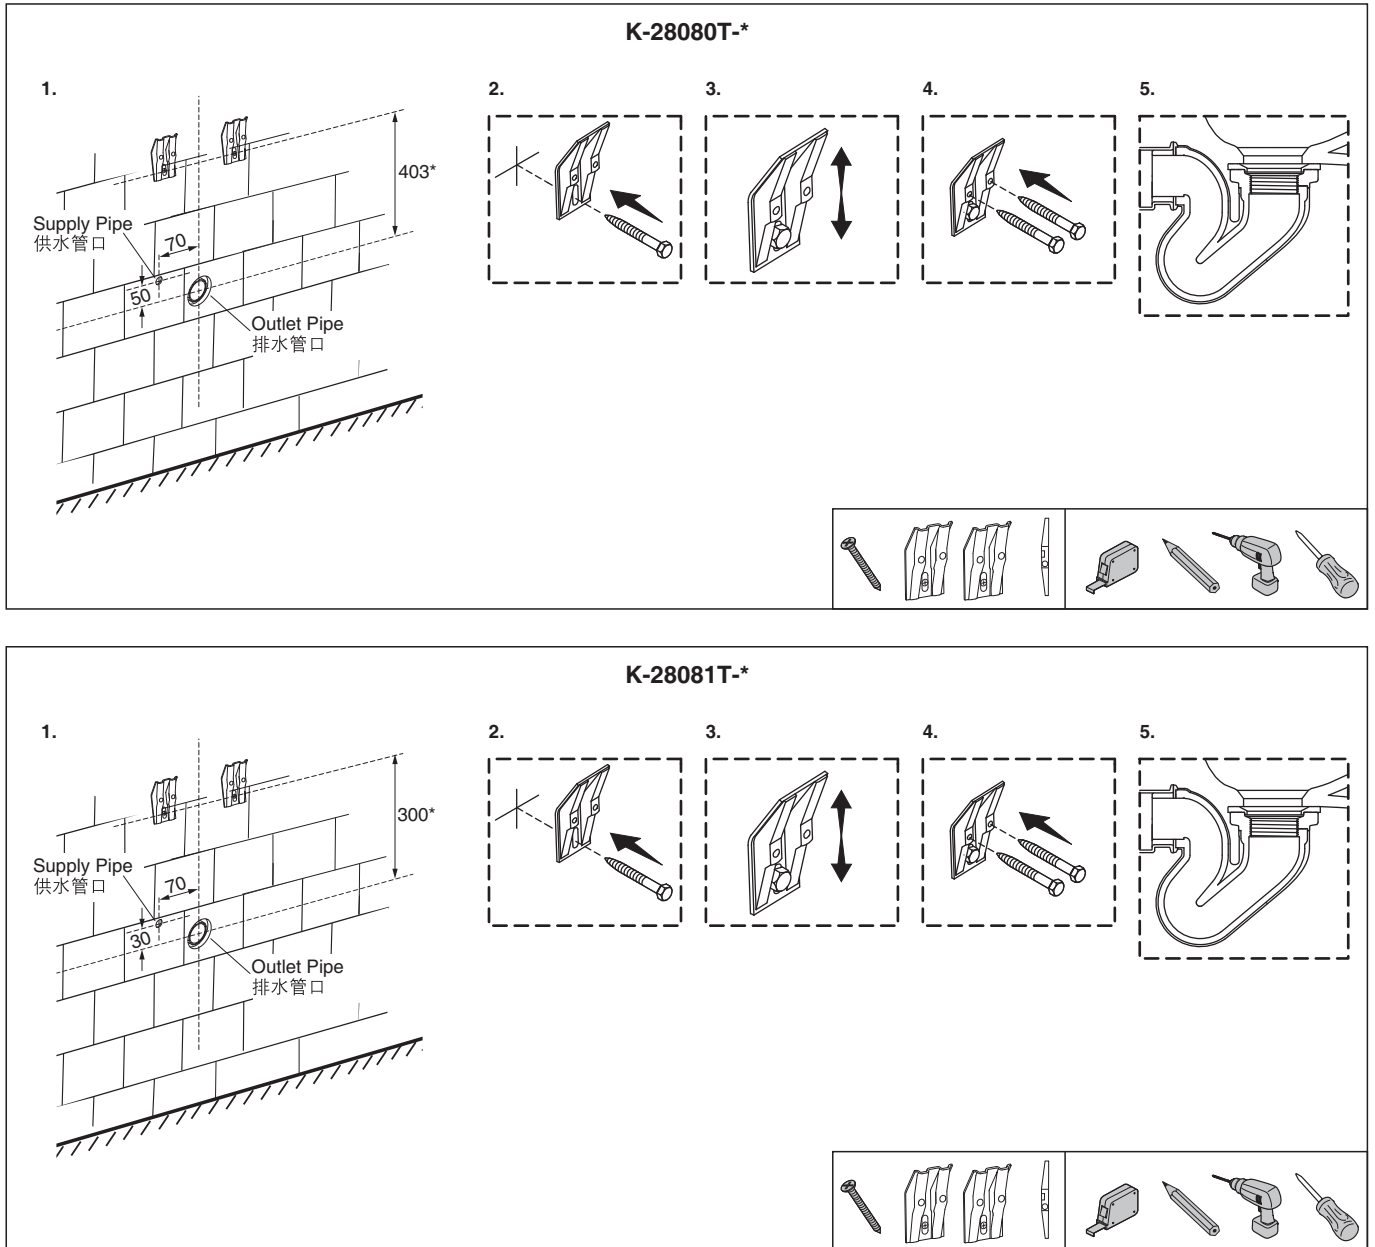 K-28080T-*
1.
2.
3.
4.
5.
403*
Supply Pipe
供水管口
70
50
Outlet Pipe
排水管口
K-28081T-*
1.
2.
3.
4.
5.
300*
Supply Pipe
供水管口
70
30
Outlet Pipe
排水管口